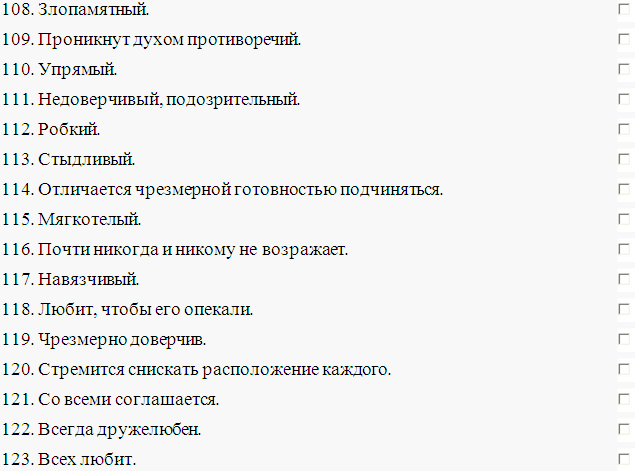 108. Злопамятный.
109. Проникнут духом противоречий.
110. Упрямый.
111. Недоверчивый, подозрительный.
112. Робкий.
113. Стыдливый.
114. Отличается чрезмерной готовностью подчиняться.
115. Мягкотелый.
116. Почти никогда и никому не возражает.
117. Навязчивый.
118. Любит, чтобы его опекали.
119. Чрезмерно доверчив.
120. Стремится снискать расположение каждого.
121. Со всеми соглашается.
122. Всегда дружелюбен.
123. Всех любит.